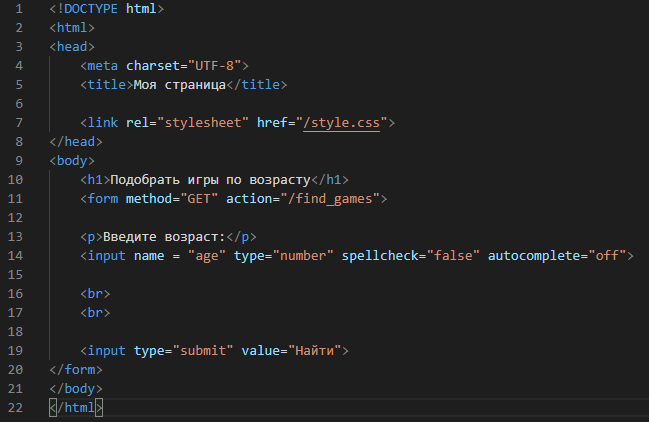 1 <!DOCTYPE html>
2 <html>
3 <head>
4     <meta charset="UTF-8">
5     <title>Моя страница</title>
6
7     <link rel="stylesheet" href="/style.css">
8 </head>
9 <body>
10     <h1>Подобрать игры по возрасту</h1>
11     <form method="GET" action="/find_games">
12
13     <p>Введите возраст:</p>
14     <input name = "age" type="number" spellcheck="false" autocomplete="off">
15
16     <br>
17     <br>
18
19     <input type="submit" value="Найти">
20 </form>
21 </body>
22 </html>